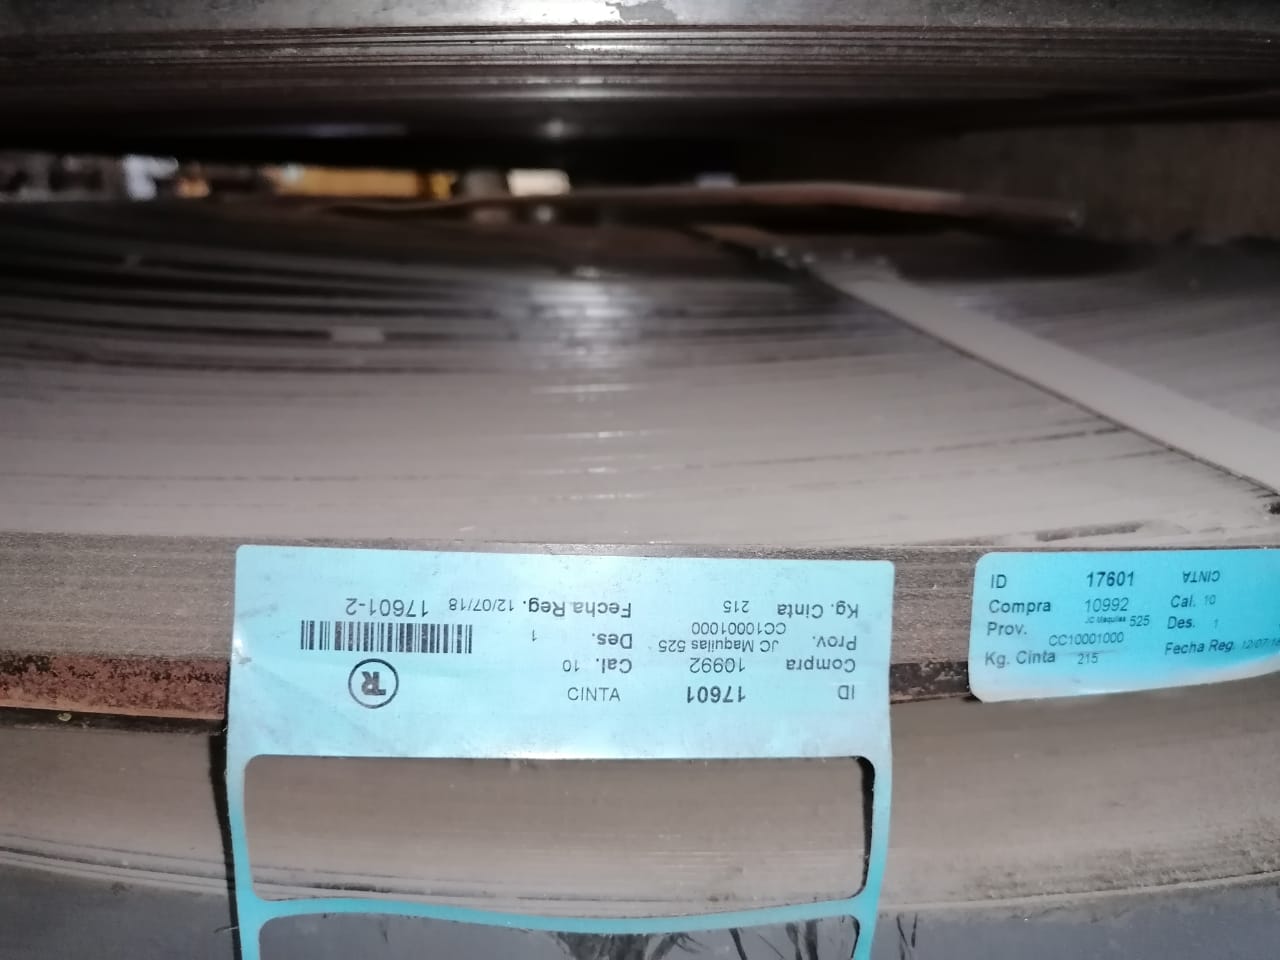 ID 17601 CINTA
Compra 10992 Cal. 10
Prov. JC Maquilas 525 Des. 1
CC10001000
Kg. Cinta 215 Fecha Reg. 12/07/18 17601-2
TR
ID 17601 CINTA
Compra 10992 Cal. 10
Prov. JC Maquilas 525 Des. 1
CC10001000
Kg. Cinta 215 Fecha Reg. 12/07/18